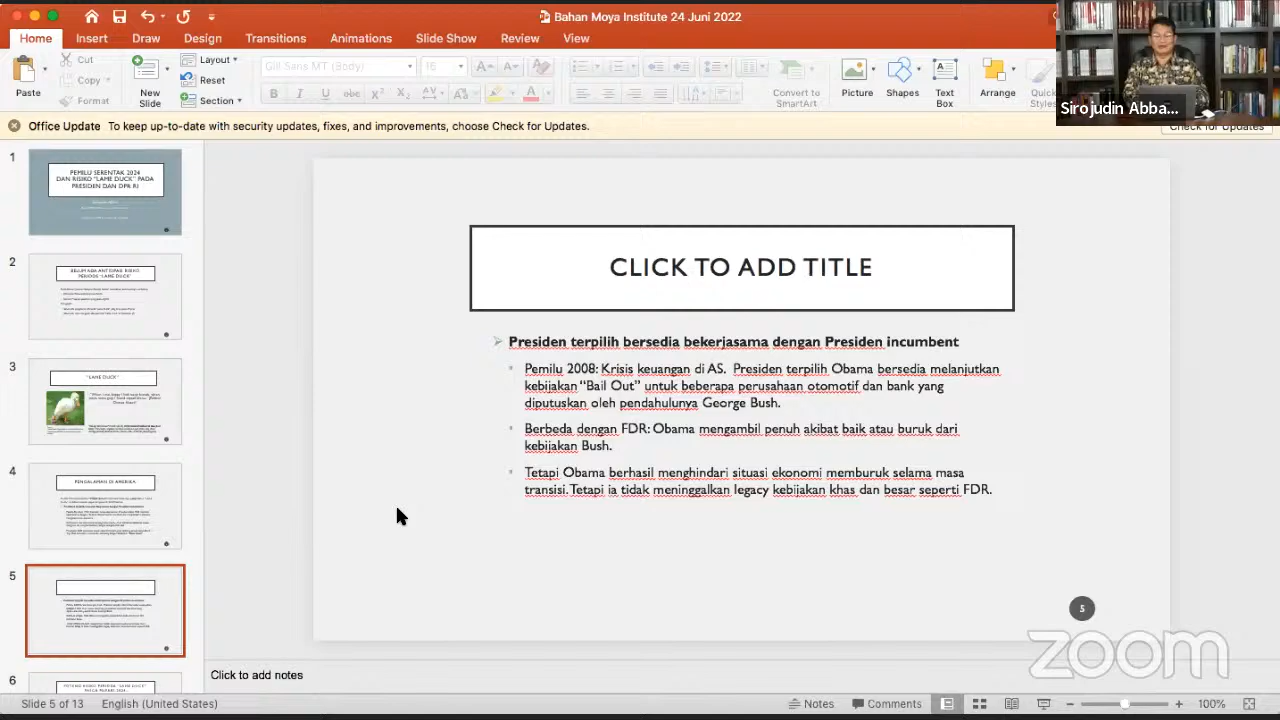 Bahan Moya Institute 24 Juni 2022
Home Insert Draw Design Transitions Animations Slide Show Review View
Paste
Cut
Copy
Format
New
Slide
Layout
Reset
Section
Gill Sans MT (Body) 16
Convert to
SmartArt
Picture
Shapes
Text
Box
Arrange
Quick
Styles
Sirojudin Abba...
Office Update To keep up-to-date with security updates, fixes, and improvements, choose Check for Updates.
Check for Updates
1
PEMILU SERENTAK 2024
DAN RISIKO "LAME DUCK" PADA
PRESIDEN DAN DPR RI
2
3
"LAME DUCK"
4
PENGALAMAN DI AMERIKA
5
6
CLICK TO ADD TITLE
Presiden terpilih bersedia bekerjasama dengan Presiden incumbent
Pemilu 2008: Krisis keuangan di AS. Presiden terpilih Obama bersedia melanjutkan
kebijakan “Bail Out” untuk beberapa perusahaan otomotif dan bank yang
diputuskan oleh pendahulunya George Bush.
Berbeda dengan FDR: Obama mengambil penuh akibat baik atau buruk dari
kebijakan Bush.
Tetapi Obama berhasil menghindari situasi ekonomi memburuk selama masa
transisi.Tetapi ia tidak meninggalkan legacy kebijakan khas dan besar seperti FDR.
5
zoom
Click to add notes
Slide 5 of 13 English (United States) Notes Comments 100%